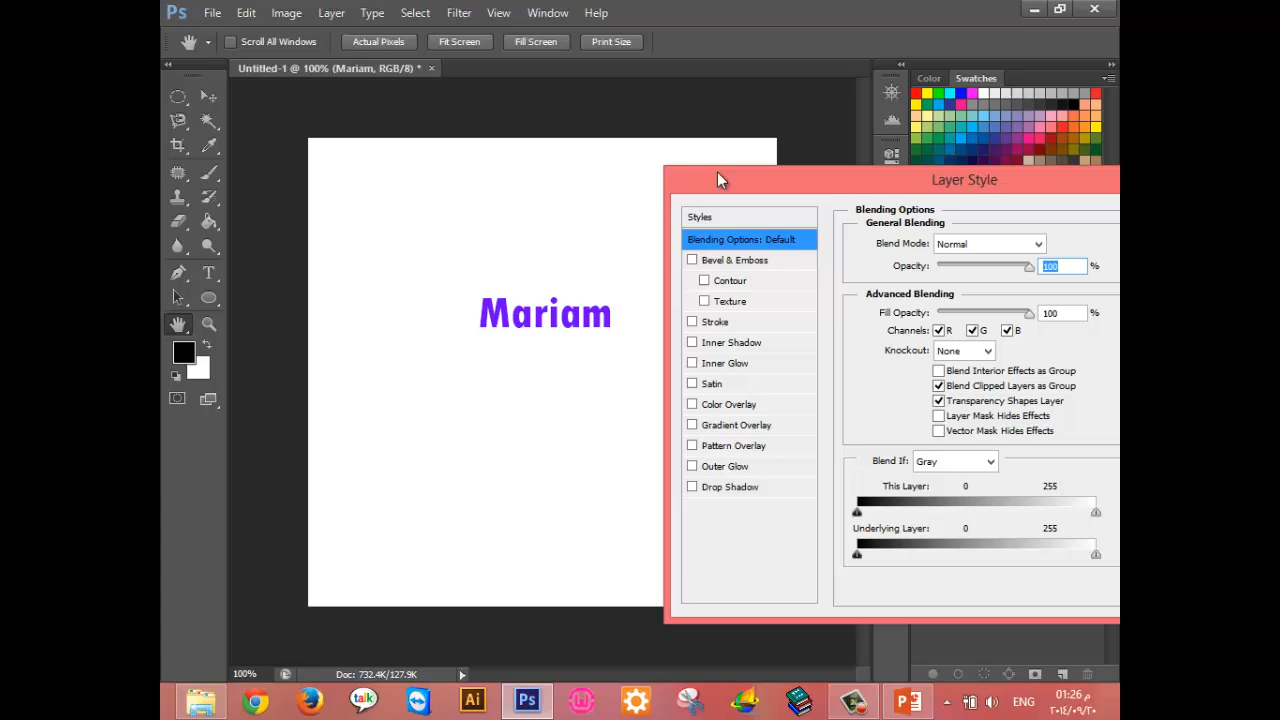 Ps File Edit Image Layer Type Select Filter View Window Help
Scroll All Windows Actual Pixels Fit Screen Fill Screen Print Size
Untitled-1 @ 100% (Mariam, RGB/8) * ×
Color Swatches
Layer Style
Styles
Blending Options: Default
Bevel & Emboss
Contour
Texture
Stroke
Inner Shadow
Inner Glow
Satin
Color Overlay
Gradient Overlay
Pattern Overlay
Outer Glow
Drop Shadow
Blending Options
General Blending
Blend Mode: Normal
Opacity: 100 %
Advanced Blending
Fill Opacity: 100 %
Channels: R G B
Knockout: None
Blend Interior Effects as Group
Blend Clipped Layers as Group
Transparency Shapes Layer
Layer Mask Hides Effects
Vector Mask Hides Effects
Blend If: Gray
This Layer: 0 255
Underlying Layer: 0 255
Mariam
100% Doc: 732.4K/127.9K
talk Ai Ps ENG
01:26 م
٢٠١٤/٠٩/٢٠